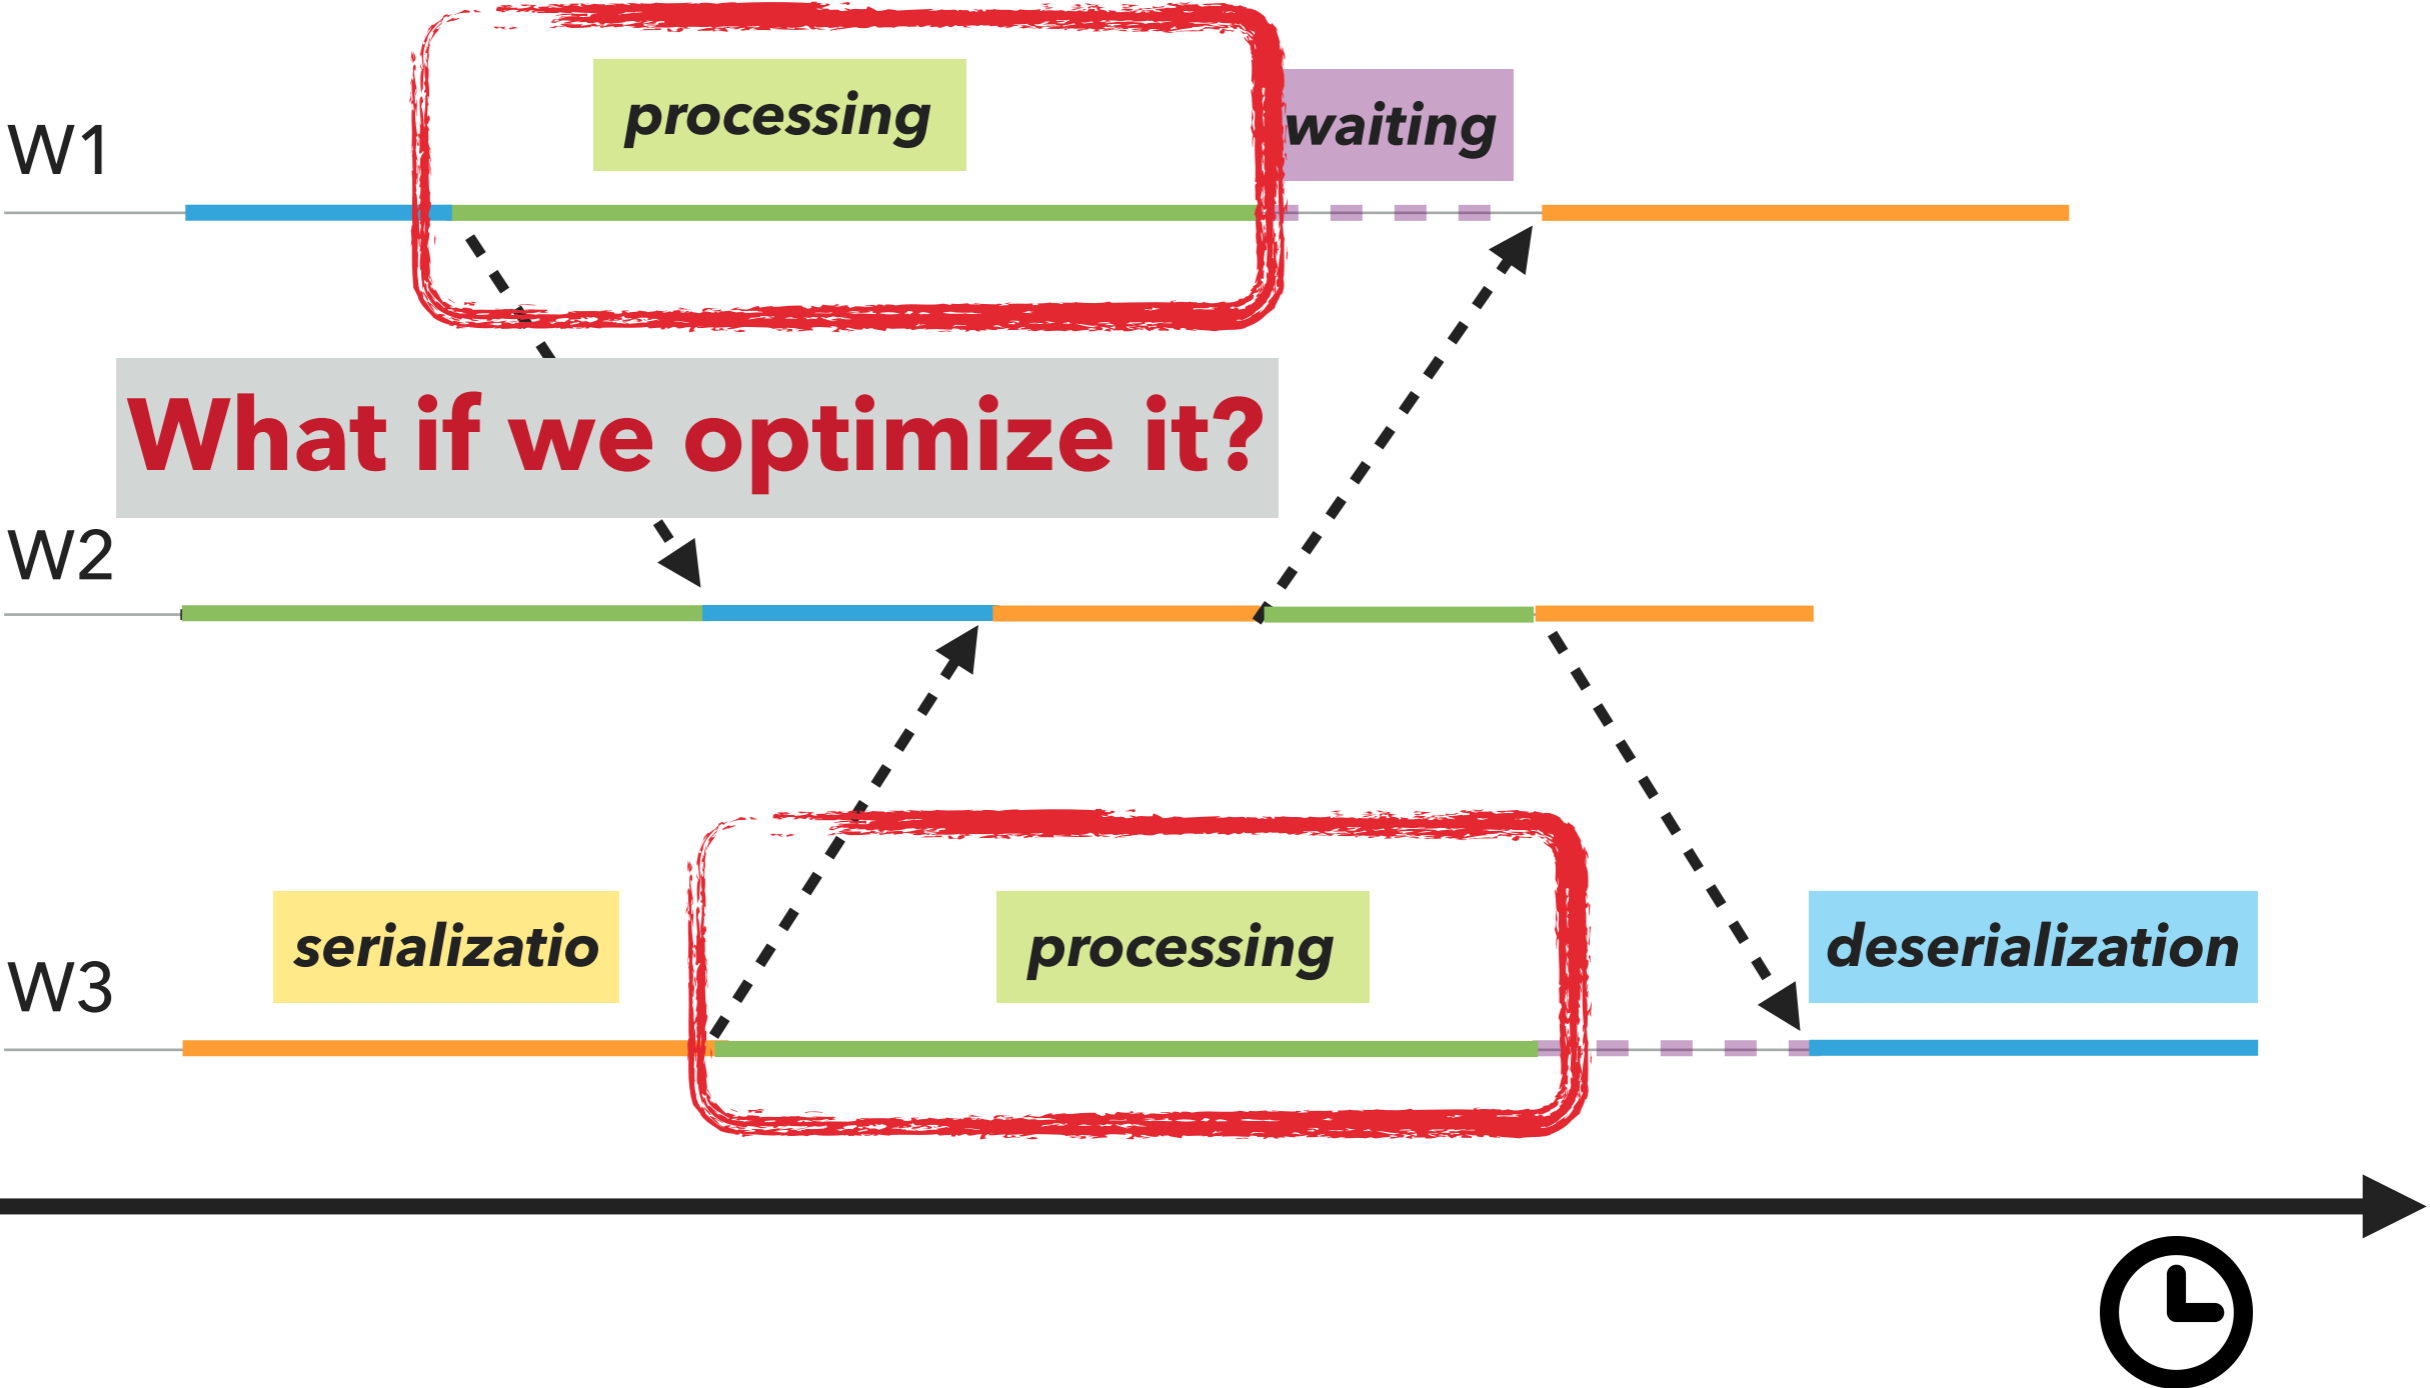 processing
waiting
W1
What if we optimize it?
W2
serializatio
processing
deserialization
W3